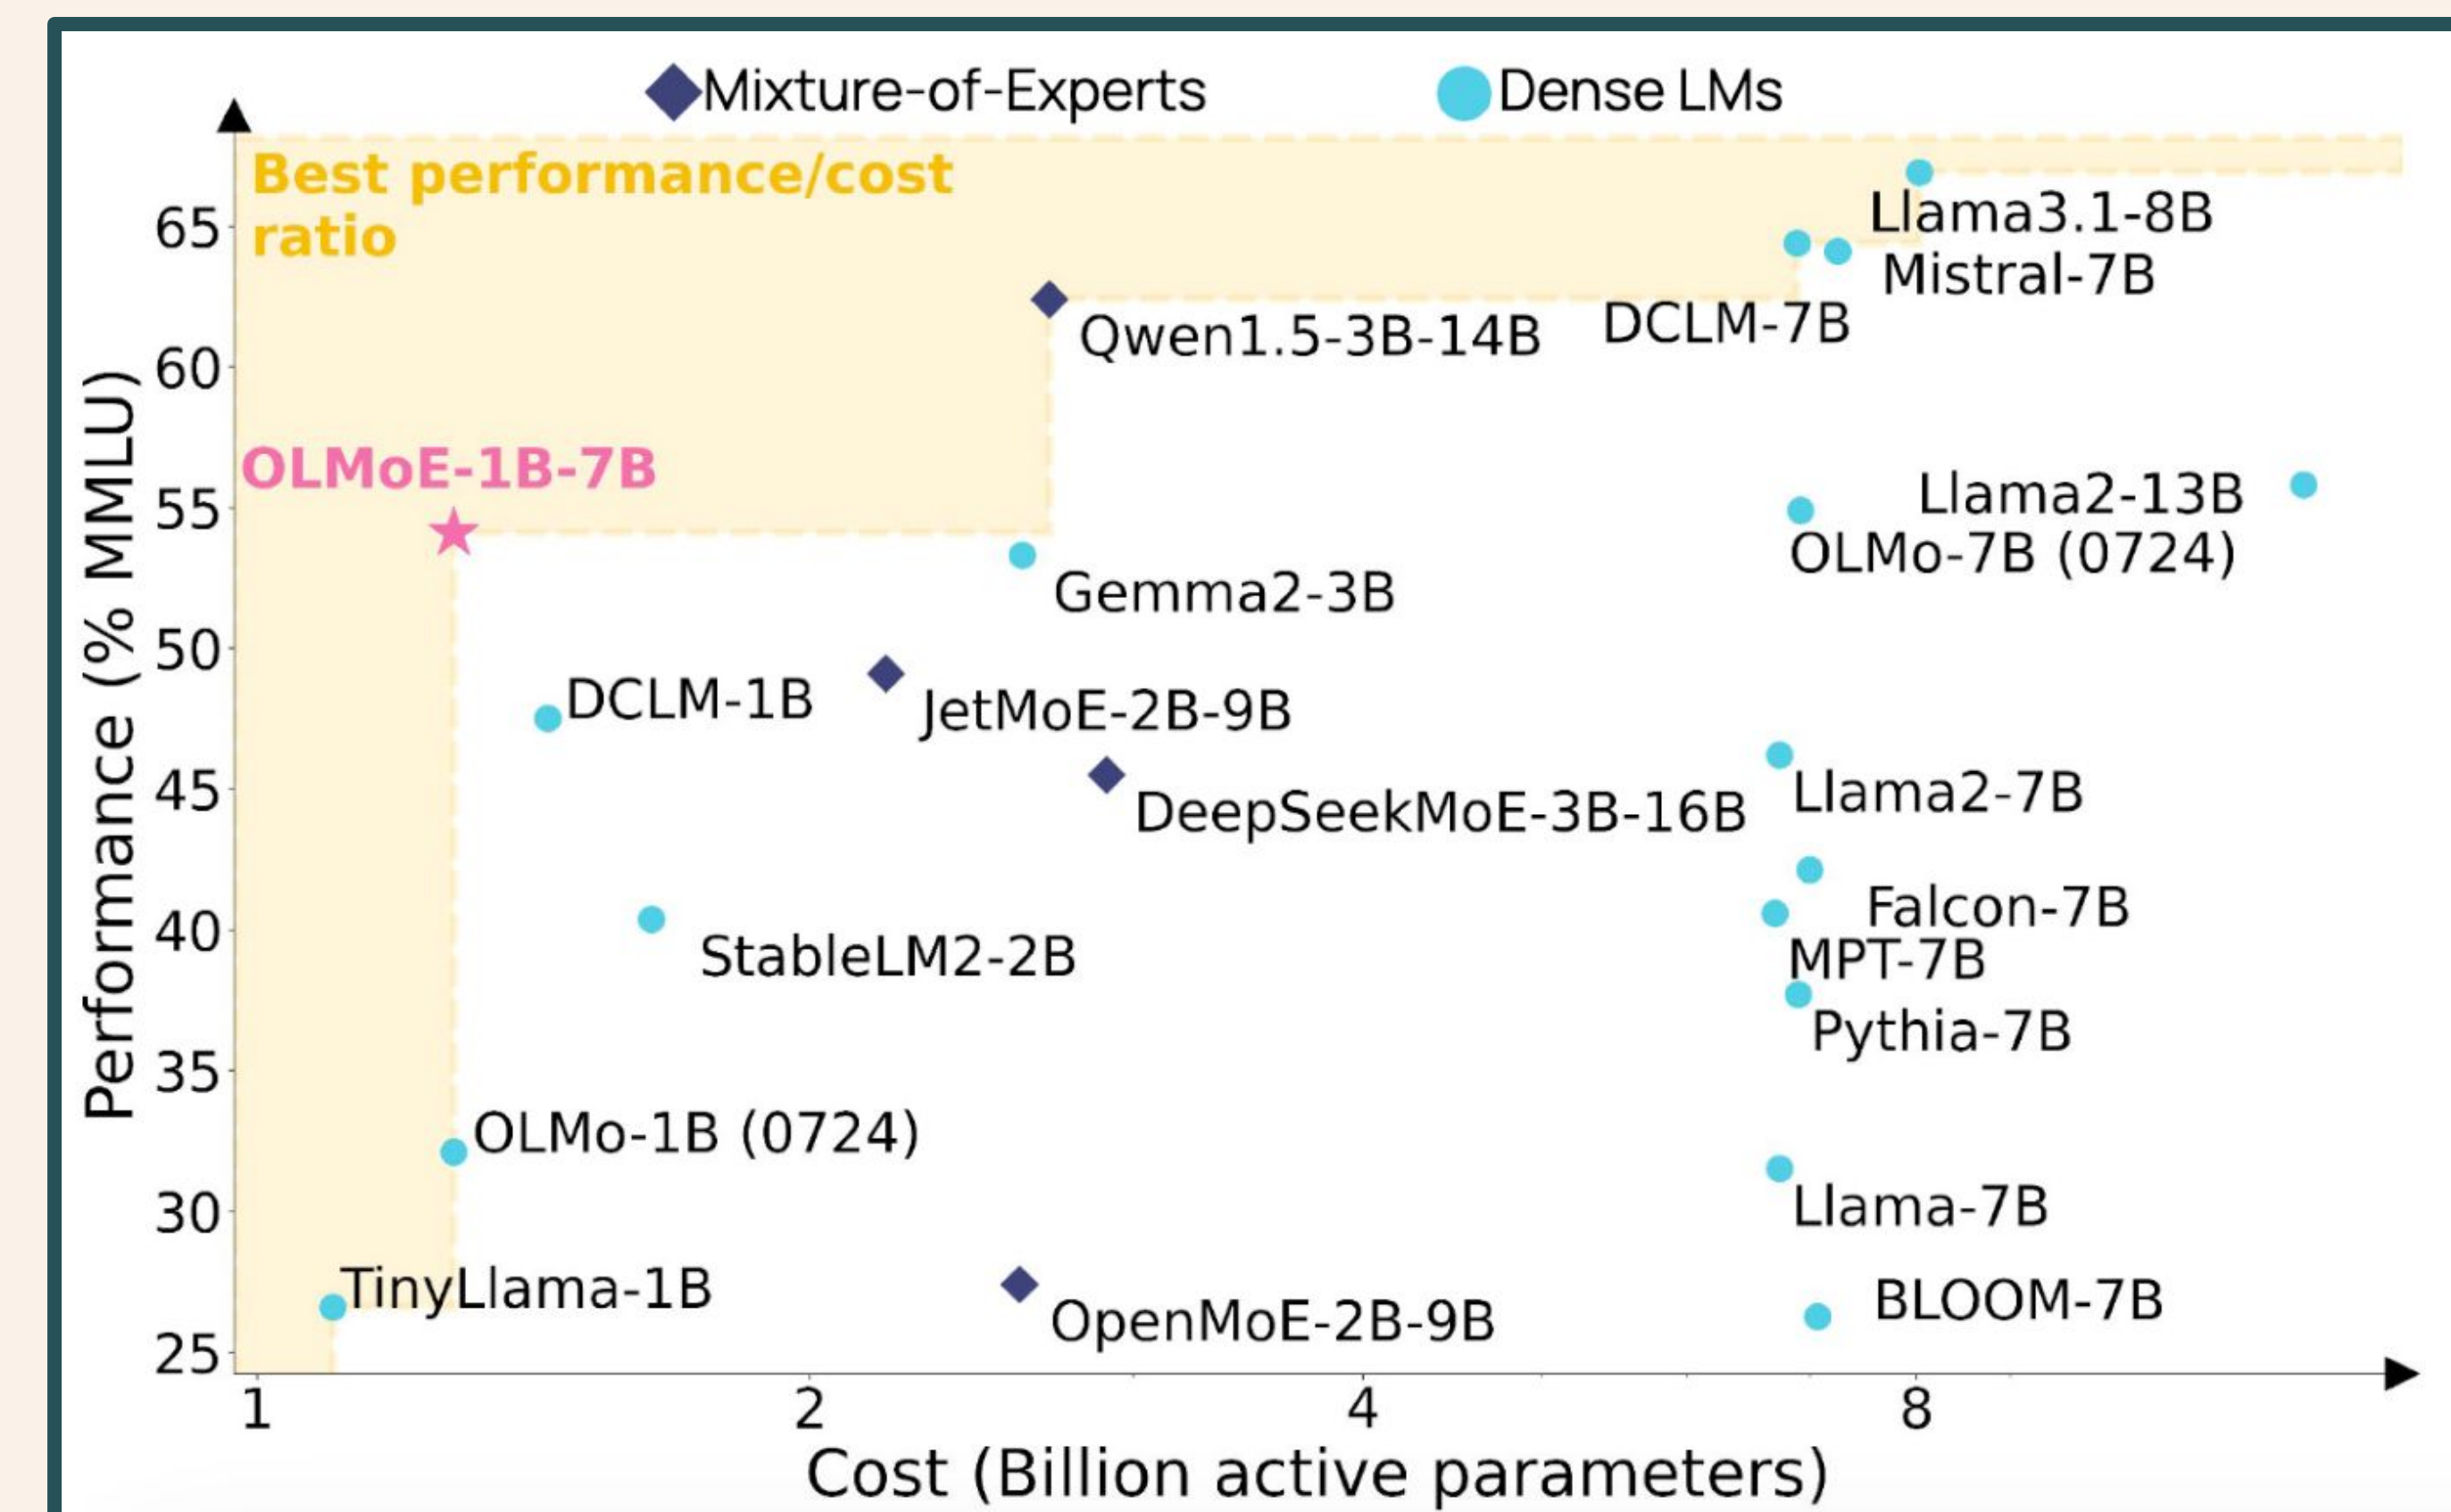 Mixture-of-Experts
Dense LMs
Best performance/cost
ratio
65
60
55
50
45
40
35
30
25
Performance (% MMLU)
Llama3.1-8B
Mistral-7B
DCLM-7B
Qwen1.5-3B-14B
OLMoE-1B-7B
Llama2-13B
OLMo-7B (0724)
Gemma2-3B
DCLM-1B
JetMoE-2B-9B
Llama2-7B
DeepSeekMoE-3B-16B
Falcon-7B
StableLM2-2B
MPT-7B
Pythia-7B
OLMo-1B (0724)
Llama-7B
TinyLlama-1B
OpenMoE-2B-9B
BLOOM-7B
1
2
4
8
Cost (Billion active parameters)